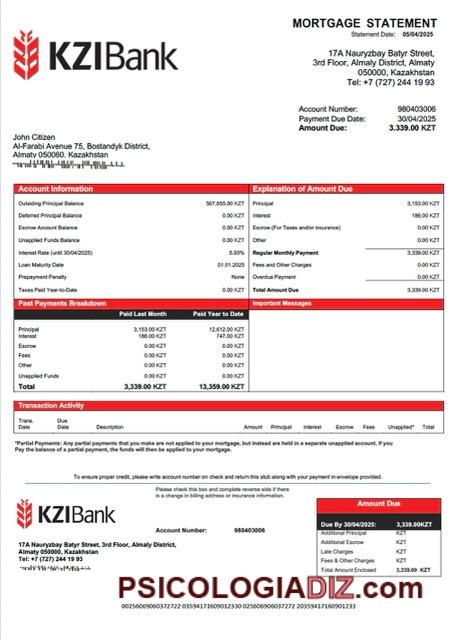 MORTGAGE STATEMENT
Statement Date: 05/04/2025
KZIBank
17A Nauryzbay Batyr Street,
3rd Floor, Almaly District, Almaty
050000, Kazakhstan
Tel: +7 (727) 244 19 93
Account Number: 980403006
Payment Due Date: 30/04/2025
Amount Due: 3,339.00 KZT
John Citizen
Al-Farabi Avenue 75, Bostandyk District,
Almaty 050060, Kazakhstan
Account Information
Outsiding Principal Balance 507,855.00 KZT
Deferred Principal Balance 0.00 KZT
Escrow Account Balance 0.00 KZT
Unapplied Funds Balance 0.00 KZT
Interest Rate (until 30/04/2025) 5.93%
Loan Maturity Date 01.01.2025
Prepayment Penalty None
Taxes Paid Year-to-Date 0.00 KZT
Explanation of Amount Due
Principal 3,153.00 KZT
Interest 186.00 KZT
Escrow (For Taxes and/or Insurance) 0.00 KZT
Other 0.00 KZT
Regular Monthly Payment 3,339.00 KZT
Fees and Other Charges 0.00 KZT
Overdue Payment 0.00 KZT
Total Amount Due 3,339.00 KZT
Past Payments Breakdown
Paid Last Month Paid Year to Date
Principal 3,153.00 KZT 12,612.00 KZT
Interest 186.00 KZT 747.00 KZT
Escrow 0.00 KZT 0.00 KZT
Fees 0.00 KZT 0.00 KZT
Other 0.00 KZT 0.00 KZT
Unapplied Funds 0.00 KZT 0.00 KZT
Total 3,339.00 KZT 13,359.00 KZT
Important Messages
Transaction Activity
Trans. Date Due Date Description Amount Principal Interest Escrow Fees Unapplied* Total
*Partial Payments: Any partial payments that you make are not applied to your mortgage, but instead are held in a separate unapplied account. If you
Pay the balance of a partial payment, the funds will then be applied to your mortgage.
To ensure proper credit, please write account number on check and return this stub along with your payment in envelope provided.
Please check this box and complete reverse side if there
is a change in billing address or insurance information.
KZIBank
Account Number: 980403006
17A Nauryzbay Batyr Street, 3rd Floor, Almaly District,
Almaty, 050000, Kazakhstan
Tel: +7 (727) 244 19 93
Amount Due
Due By 30/04/2025: 3,339.00KZT
Additional Principal KZT
Additional Escrow KZT
Late Charges KZT
Fees & Other Charges KZT
Total Amount Enclosed 3,339.00 KZT
PSICOLOGIADIZ.com
00256069060372722 0359417160901​2330 02560690603727​2 20359417160901233